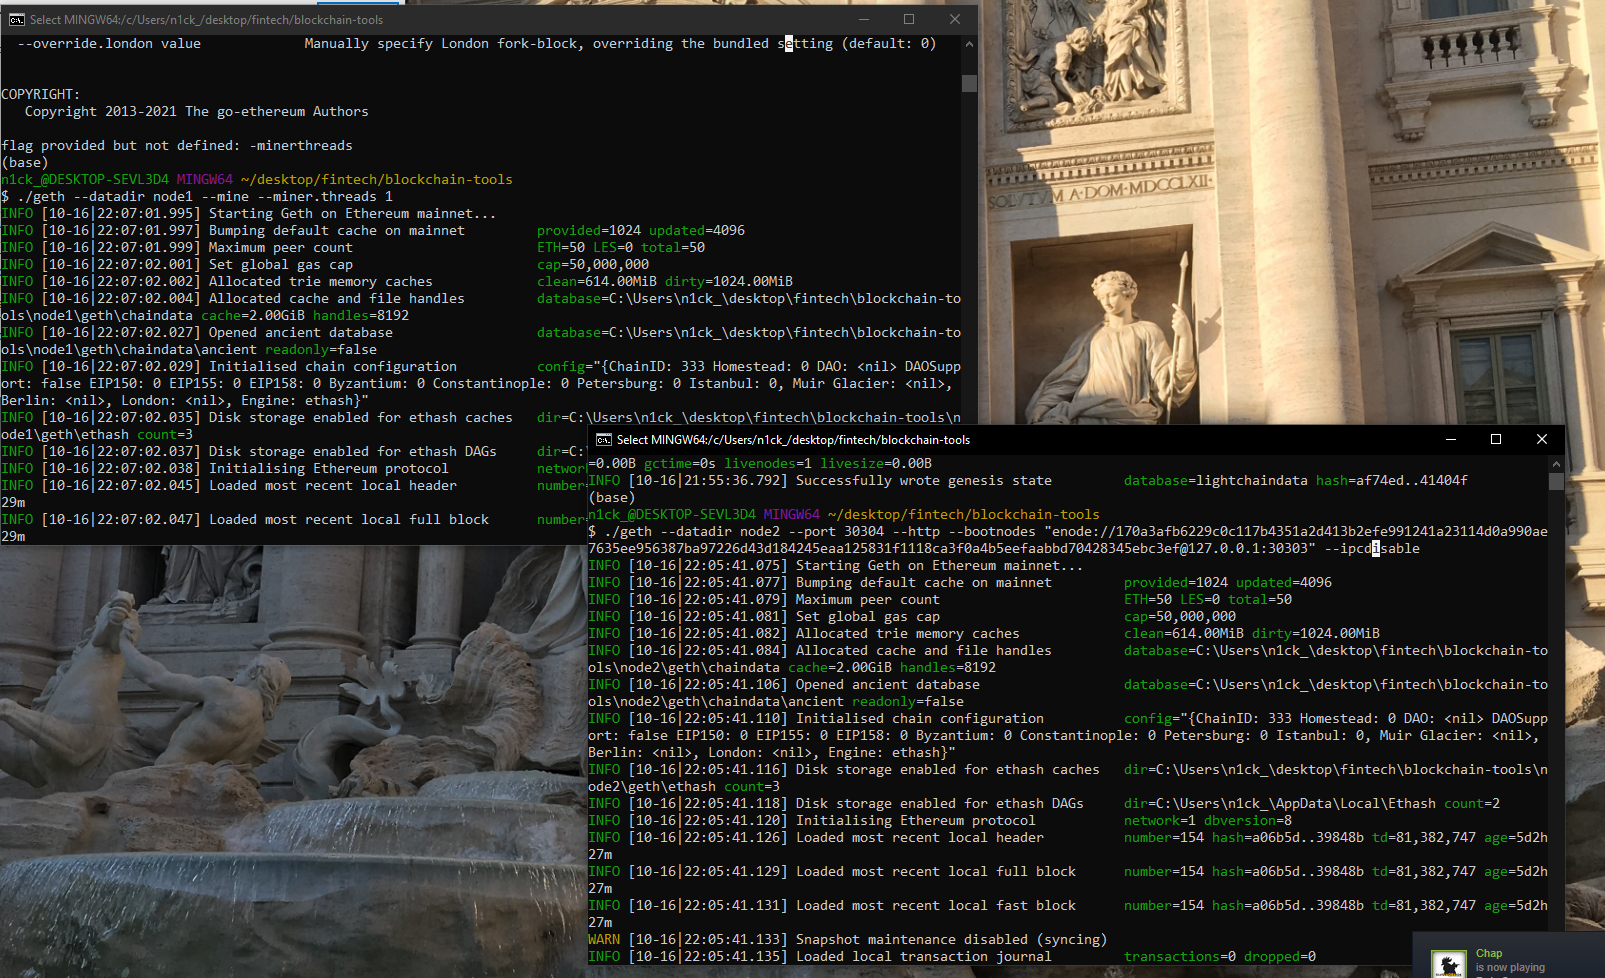 Select MINGW64:/c/Users/n1ck_/desktop/fintech/blockchain-tools
--override.london value Manually specify London fork-block, overriding the bundled setting (default: 0)
COPYRIGHT:
Copyright 2013-2021 The go-ethereum Authors
flag provided but not defined: -minerthreads
(base)
n1ck_@DESKTOP-SEVL3D4 MINGW64 ~/desktop/fintech/blockchain-tools
$ ./geth --datadir node1 --mine --miner.threads 1
INFO [10-16|22:07:01.995] Starting Geth on Ethereum mainnet...
INFO [10-16|22:07:01.997] Bumping default cache on mainnet provided=1024 updated=4096
INFO [10-16|22:07:01.999] Maximum peer count ETH=50 LES=0 total=50
INFO [10-16|22:07:02.001] Set global gas cap cap=50,000,000
INFO [10-16|22:07:02.002] Allocated trie memory caches clean=614.00MiB dirty=1024.00MiB
INFO [10-16|22:07:02.004] Allocated cache and file handles database=C:\Users\n1ck_\desktop\fintech\blockchain-to
ols\node1\geth\chaindata cache=2.00GiB handles=8192
INFO [10-16|22:07:02.027] Opened ancient database database=C:\Users\n1ck_\desktop\fintech\blockchain-to
ols\node1\geth\chaindata\ancient readonly=false
INFO [10-16|22:07:02.029] Initialised chain configuration config="{ChainID: 333 Homestead: 0 DAO: <nil> DAOSupp
ort: false EIP150: 0 EIP155: 0 EIP158: 0 Byzantium: 0 Constantinople: 0 Petersburg: 0 Istanbul: 0, Muir Glacier: <nil>,
Berlin: <nil>, London: <nil>, Engine: ethash}"
INFO [10-16|22:07:02.035] Disk storage enabled for ethash caches dir=C:\Users\n1ck_\desktop\fintech\blockchain-tools\n
ode1\geth\ethash count=3
INFO [10-16|22:07:02.037] Disk storage enabled for ethash DAGs dir=C:
INFO [10-16|22:07:02.038] Initialising Ethereum protocol networ
INFO [10-16|22:07:02.045] Loaded most recent local header number=
29m
INFO [10-16|22:07:02.047] Loaded most recent local full block number=
29m
SOLVTVM A·DOM·MDCCLXII·
Select MINGW64:/c/Users/n1ck_/desktop/fintech/blockchain-tools
=0.00B gctime=0s livenodes=1 livesize=0.00B
INFO [10-16|21:55:36.792] Successfully wrote genesis state database=lightchaindata hash=af74ed..41404f
(base)
n1ck_@DESKTOP-SEVL3D4 MINGW64 ~/desktop/fintech/blockchain-tools
$ ./geth --datadir node2 --port 30304 --http --bootnodes "enode://170a3afb6229c0c117b4351a2d413b2efe991241a23114d0a990ae
7635ee956387ba97226d43d184245eaa125831f1118ca3f0a4b5eefaabbd70428345ebc3ef@127.0.0.1:30303" --ipcdisable
INFO [10-16|22:05:41.075] Starting Geth on Ethereum mainnet...
INFO [10-16|22:05:41.077] Bumping default cache on mainnet provided=1024 updated=4096
INFO [10-16|22:05:41.079] Maximum peer count ETH=50 LES=0 total=50
INFO [10-16|22:05:41.081] Set global gas cap cap=50,000,000
INFO [10-16|22:05:41.082] Allocated trie memory caches clean=614.00MiB dirty=1024.00MiB
INFO [10-16|22:05:41.084] Allocated cache and file handles database=C:\Users\n1ck_\desktop\fintech\blockchain-to
ols\node2\geth\chaindata cache=2.00GiB handles=8192
INFO [10-16|22:05:41.106] Opened ancient database database=C:\Users\n1ck_\desktop\fintech\blockchain-to
ols\node2\geth\chaindata\ancient readonly=false
INFO [10-16|22:05:41.110] Initialised chain configuration config="{ChainID: 333 Homestead: 0 DAO: <nil> DAOSupp
ort: false EIP150: 0 EIP155: 0 EIP158: 0 Byzantium: 0 Constantinople: 0 Petersburg: 0 Istanbul: 0, Muir Glacier: <nil>,
Berlin: <nil>, London: <nil>, Engine: ethash}"
INFO [10-16|22:05:41.116] Disk storage enabled for ethash caches dir=C:\Users\n1ck_\desktop\fintech\blockchain-tools\n
ode2\geth\ethash count=3
INFO [10-16|22:05:41.118] Disk storage enabled for ethash DAGs dir=C:\Users\n1ck_\AppData\Local\Ethash count=2
INFO [10-16|22:05:41.120] Initialising Ethereum protocol network=1 dbversion=8
INFO [10-16|22:05:41.126] Loaded most recent local header number=154 hash=a06b5d..39848b td=81,382,747 age=5d2h
27m
INFO [10-16|22:05:41.129] Loaded most recent local full block number=154 hash=a06b5d..39848b td=81,382,747 age=5d2h
27m
INFO [10-16|22:05:41.131] Loaded most recent local fast block number=154 hash=a06b5d..39848b td=81,382,747 age=5d2h
27m
WARN [10-16|22:05:41.133] Snapshot maintenance disabled (syncing)
INFO [10-16|22:05:41.135] Loaded local transaction journal transactions=0 dropped=0
Chap
is now playing